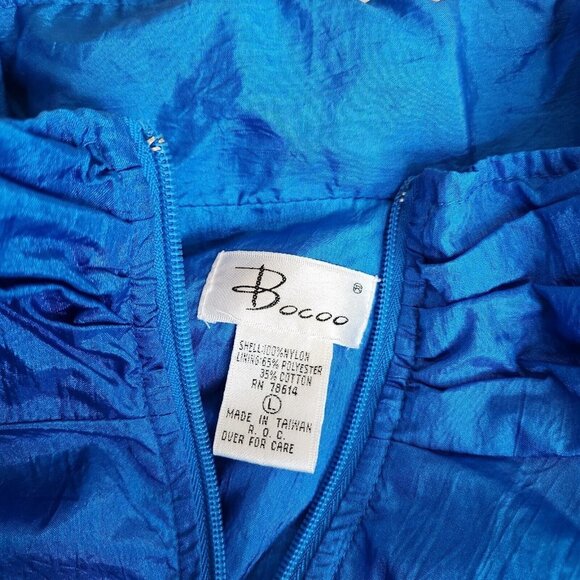 Bocoo ®
SHELL:100%NYLON
LINING:65% POLYESTER
35% COTTON
RN 78614
L
MADE IN TAIWAN
R.O.C.
OVER FOR CARE